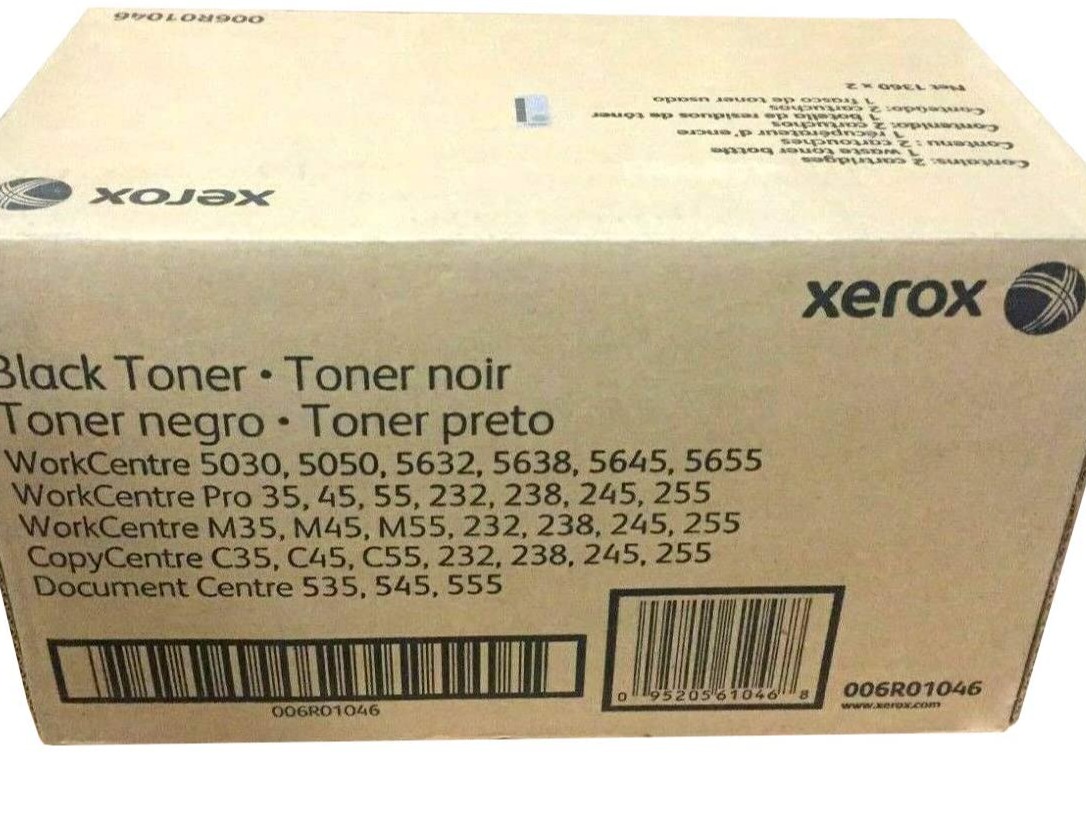 006R01046
Net 1360 x 2
Contains: 2 cartridges
1 waste toner bottle
Contenu : 2 cartouches
1 récupérateur d'encre
Contenido: 2 cartuchos
1 botella de residuos de tóner
Conteúdo: 2 cartuchos
1 frasco de toner usado
xerox
xerox
Black Toner • Toner noir
Toner negro • Toner preto
WorkCentre 5030, 5050, 5632, 5638, 5645, 5655
WorkCentre Pro 35, 45, 55, 232, 238, 245, 255
WorkCentre M35, M45, M55, 232, 238, 245, 255
CopyCentre C35, C45, C55, 232, 238, 245, 255
Document Centre 535, 545, 555
006R01046
0 95205 61046 8
006R01046
www.xerox.com